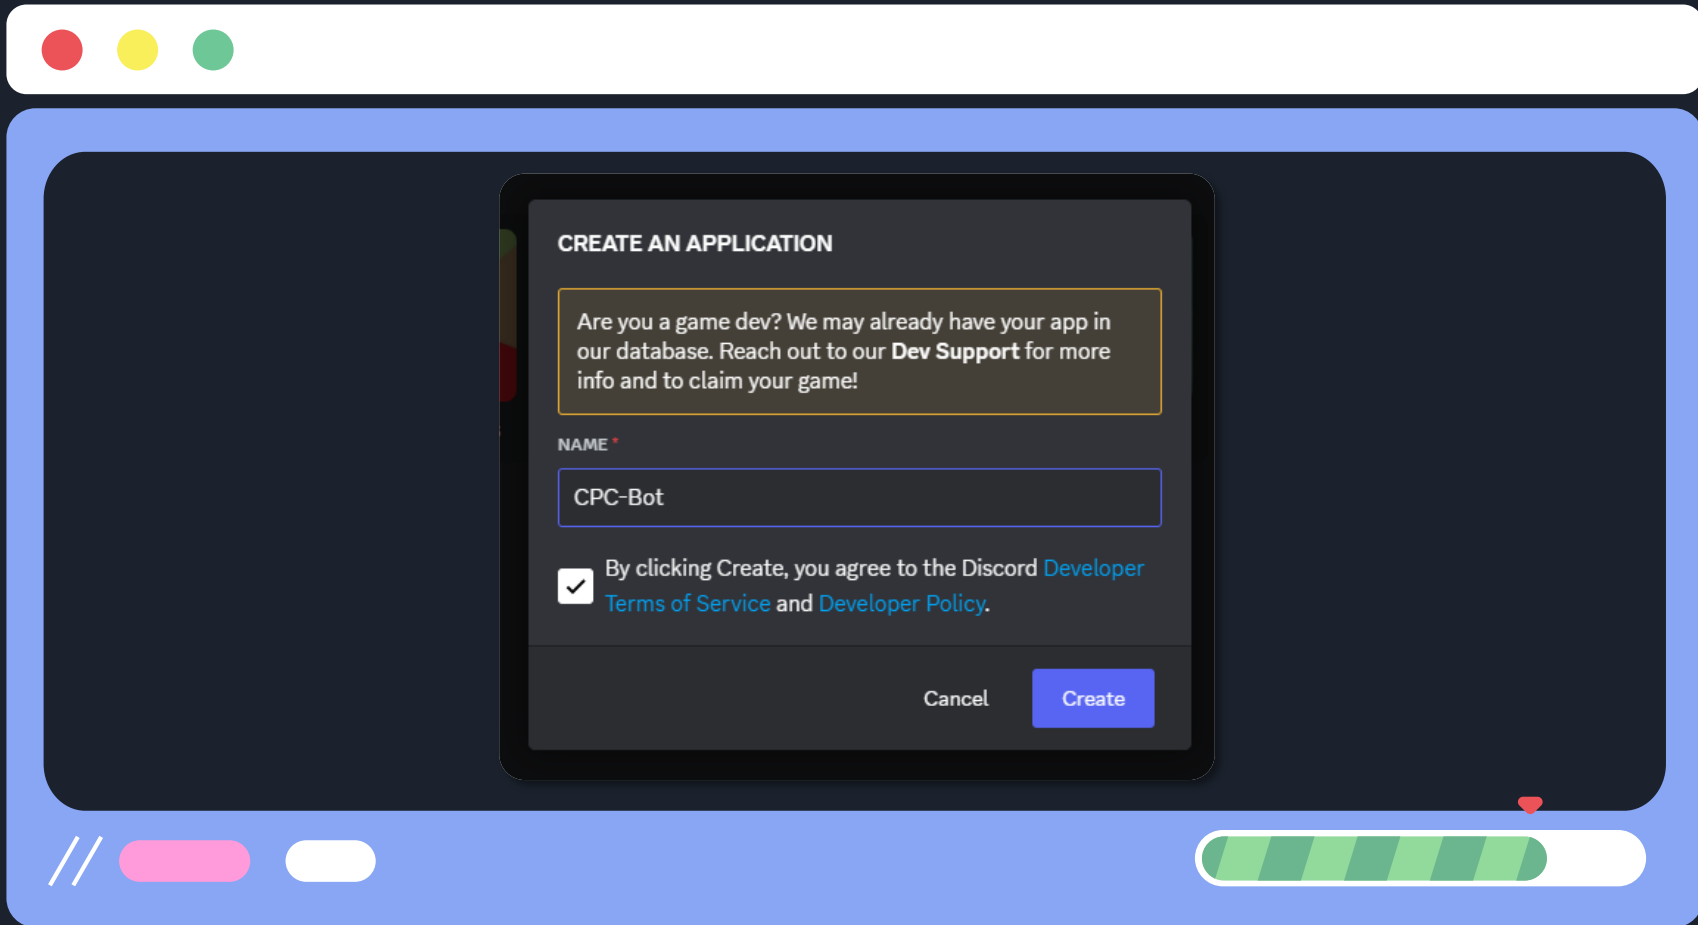 CREATE AN APPLICATION
Are you a game dev? We may already have your app in
our database. Reach out to our Dev Support for more
info and to claim your game!
NAME *
CPC-Bot
By clicking Create, you agree to the Discord Developer
Terms of Service and Developer Policy.
Cancel
Create